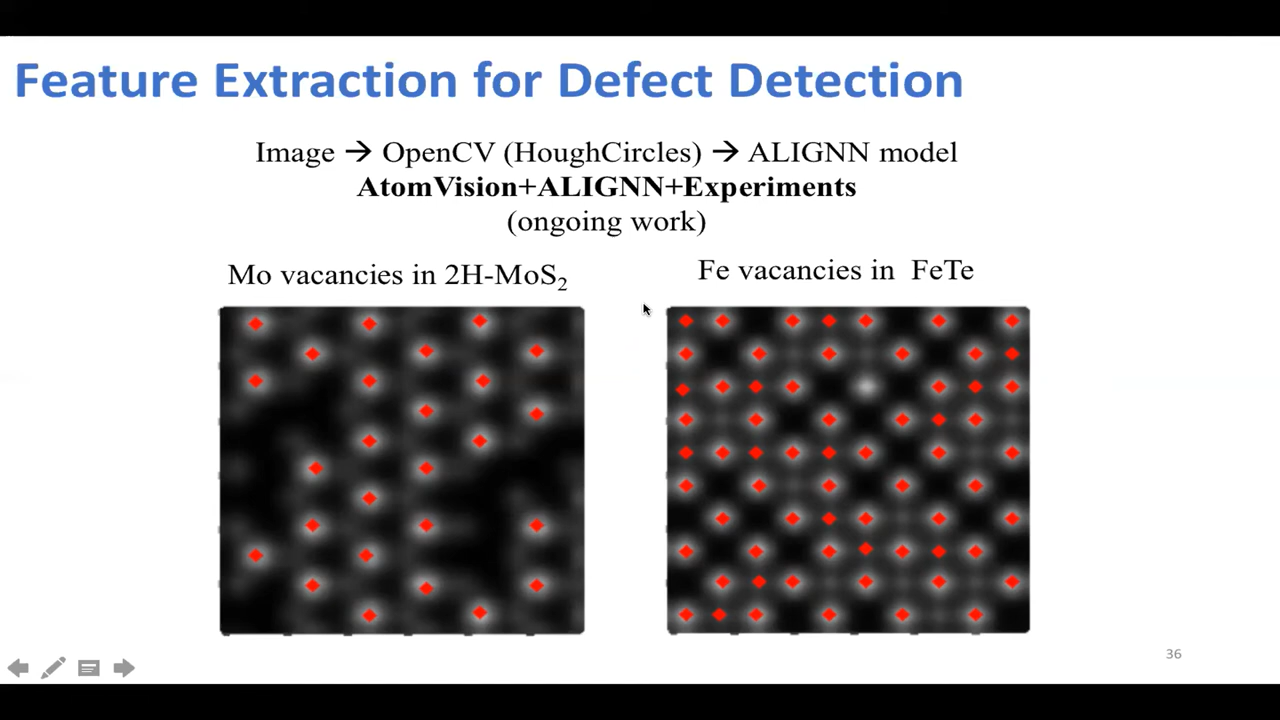 Feature Extraction for Defect Detection
Image → OpenCV (HoughCircles) → ALIGNN model
AtomVision+ALIGNN+Experiments
(ongoing work)
Mo vacancies in 2H-MoS₂
Fe vacancies in FeTe
36